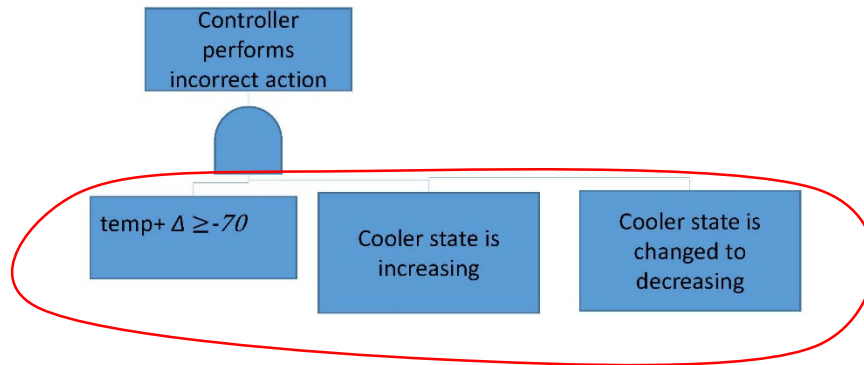 Controller
performs
incorrect action
temp+ Δ ≥-70
Cooler state is
increasing
Cooler state is
changed to
decreasing